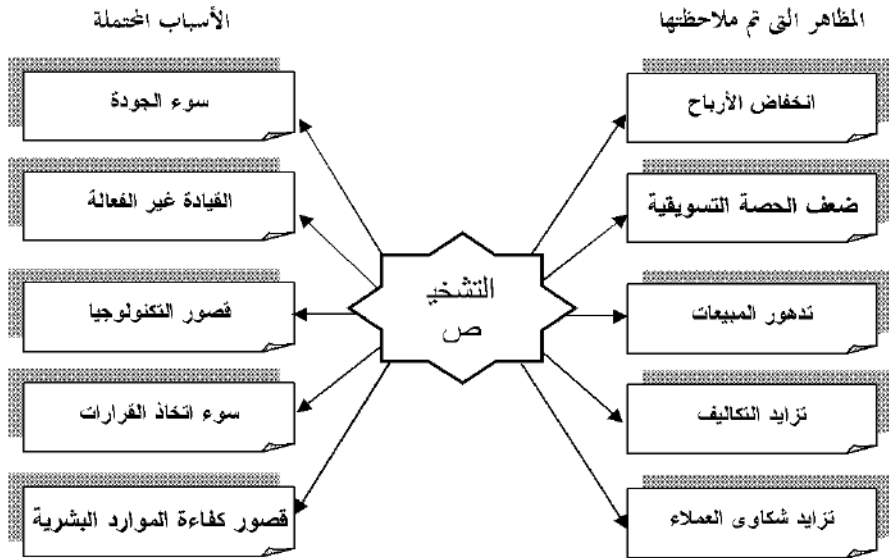 المظاهر التى تم ملاحظتها
انخفاض الأرباح
ضعف الحصة التسويقية
تدهور المبيعات
تزايد التكاليف
تزايد شكاوى العملاء
التشخي
ص
الأسباب المحتملة
سوء الجودة
القيادة غير الفعالة
قصور التكنولوجيا
سوء اتخاذ القرارات
قصور كفاءة الموارد البشرية